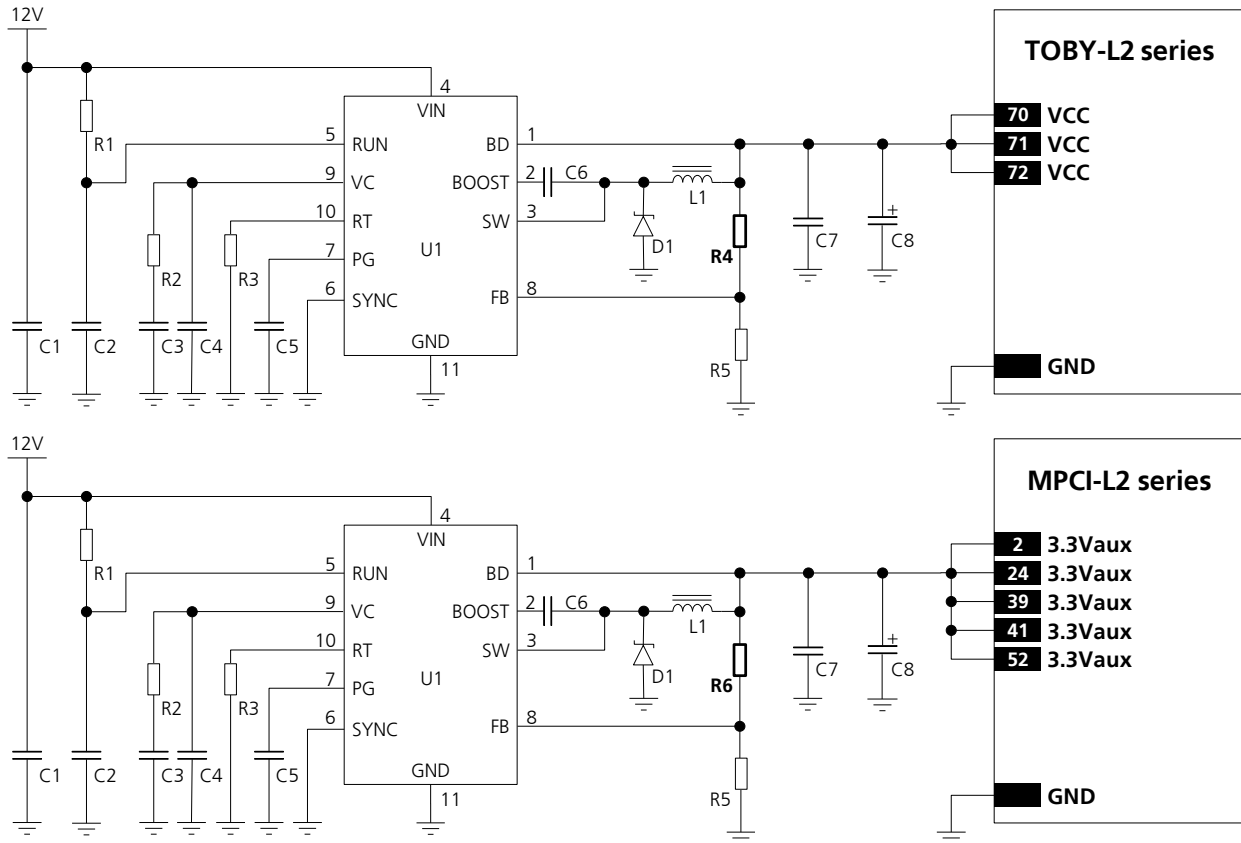 12V
TOBY-L2 series
4
VIN
70 VCC
R1
5 RUN
BD 1
71 VCC
9 VC
BOOST 2
C6
72 VCC
L1
10 RT
SW 3
U1
R2
R3
D1
R4
C7
+
C8
7 PG
6 SYNC
FB 8
C1
C2
C3
C4
C5
GND
11
R5
GND
12V
MPCI-L2 series
4
VIN
2 3.3Vaux
R1
5 RUN
BD 1
24 3.3Vaux
9 VC
BOOST 2
C6
39 3.3Vaux
L1
10 RT
SW 3
41 3.3Vaux
U1
R2
R3
D1
R6
C7
+
C8
52 3.3Vaux
7 PG
6 SYNC
FB 8
C1
C2
C3
C4
C5
GND
11
R5
GND